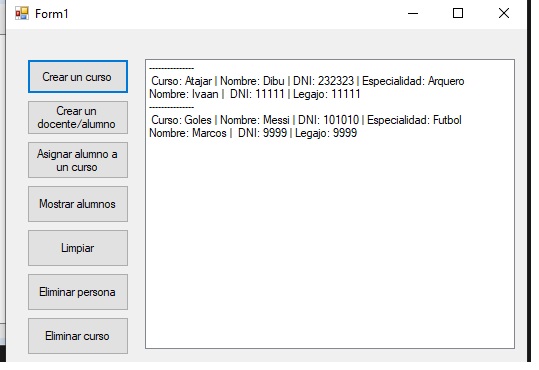 Form1
Crear un curso
Crear un
docente/alumno
Asignar alumno a
un curso
Mostrar alumnos
Limpiar
Eliminar persona
Eliminar curso
---------------
Curso: Atajar | Nombre: Dibu | DNI: 232323 | Especialidad: Arquero
Nombre: Ivaan |  DNI: 11111 | Legajo: 11111
---------------
Curso: Goles | Nombre: Messi | DNI: 101010 | Especialidad: Futbol
Nombre: Marcos |  DNI: 9999 | Legajo: 9999